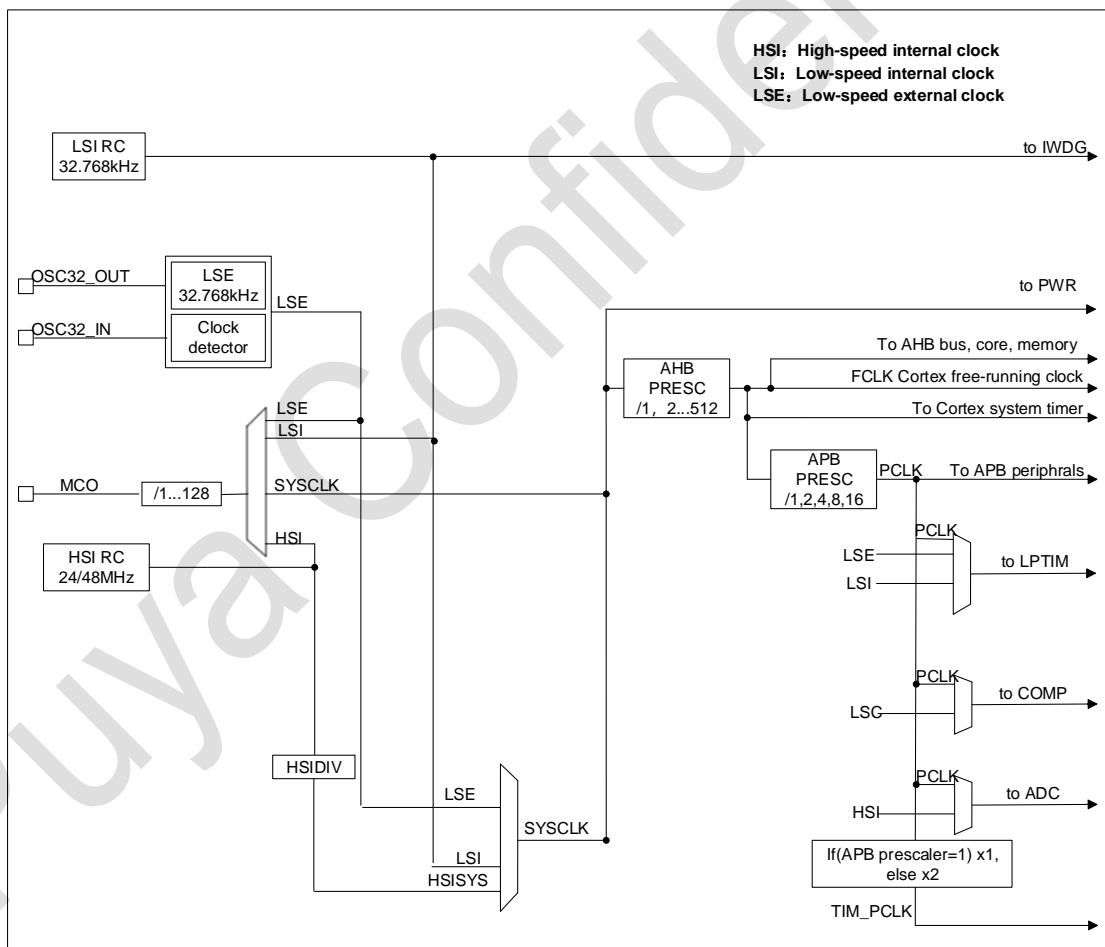 HSI: High-speed internal clock
LSI: Low-speed internal clock
LSE: Low-speed external clock
LSI RC
32.768kHz
to IWDG
OSC32_OUT
LSE
32.768kHz
LSE
OSC32_IN
Clock
detector
to PWR
To AHB bus, core, memory
AHB
PRESC
/1, 2...512
FCLK Cortex free-running clock
To Cortex system timer
LSE
LSI
APB
PRESC
/1,2,4,8,16
PCLK
To APB periphrals
MCO
/1...128
SYSCLK
HSI
HSI RC
24/48MHz
PCLK
LSE
LSI
to LPTIM
PCLK
LSC
to COMP
HSIDIV
LSE
SYSCLK
LSI
HSISYS
PCLK
HSI
to ADC
If(APB prescaler=1) x1,
else x2
TIM_PCLK
Puya Confiden